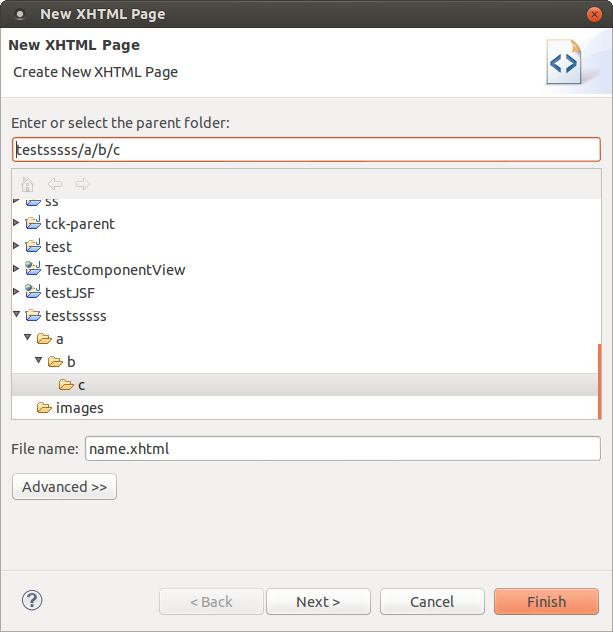 New XHTML Page
New XHTML Page
Create New XHTML Page
Enter or select the parent folder:
testsssss/a/b/c
ss
tck-parent
test
TestComponentView
testJSF
testsssss
a
b
c
images
File name: name.xhtml
Advanced >>
< Back Next > Cancel Finish